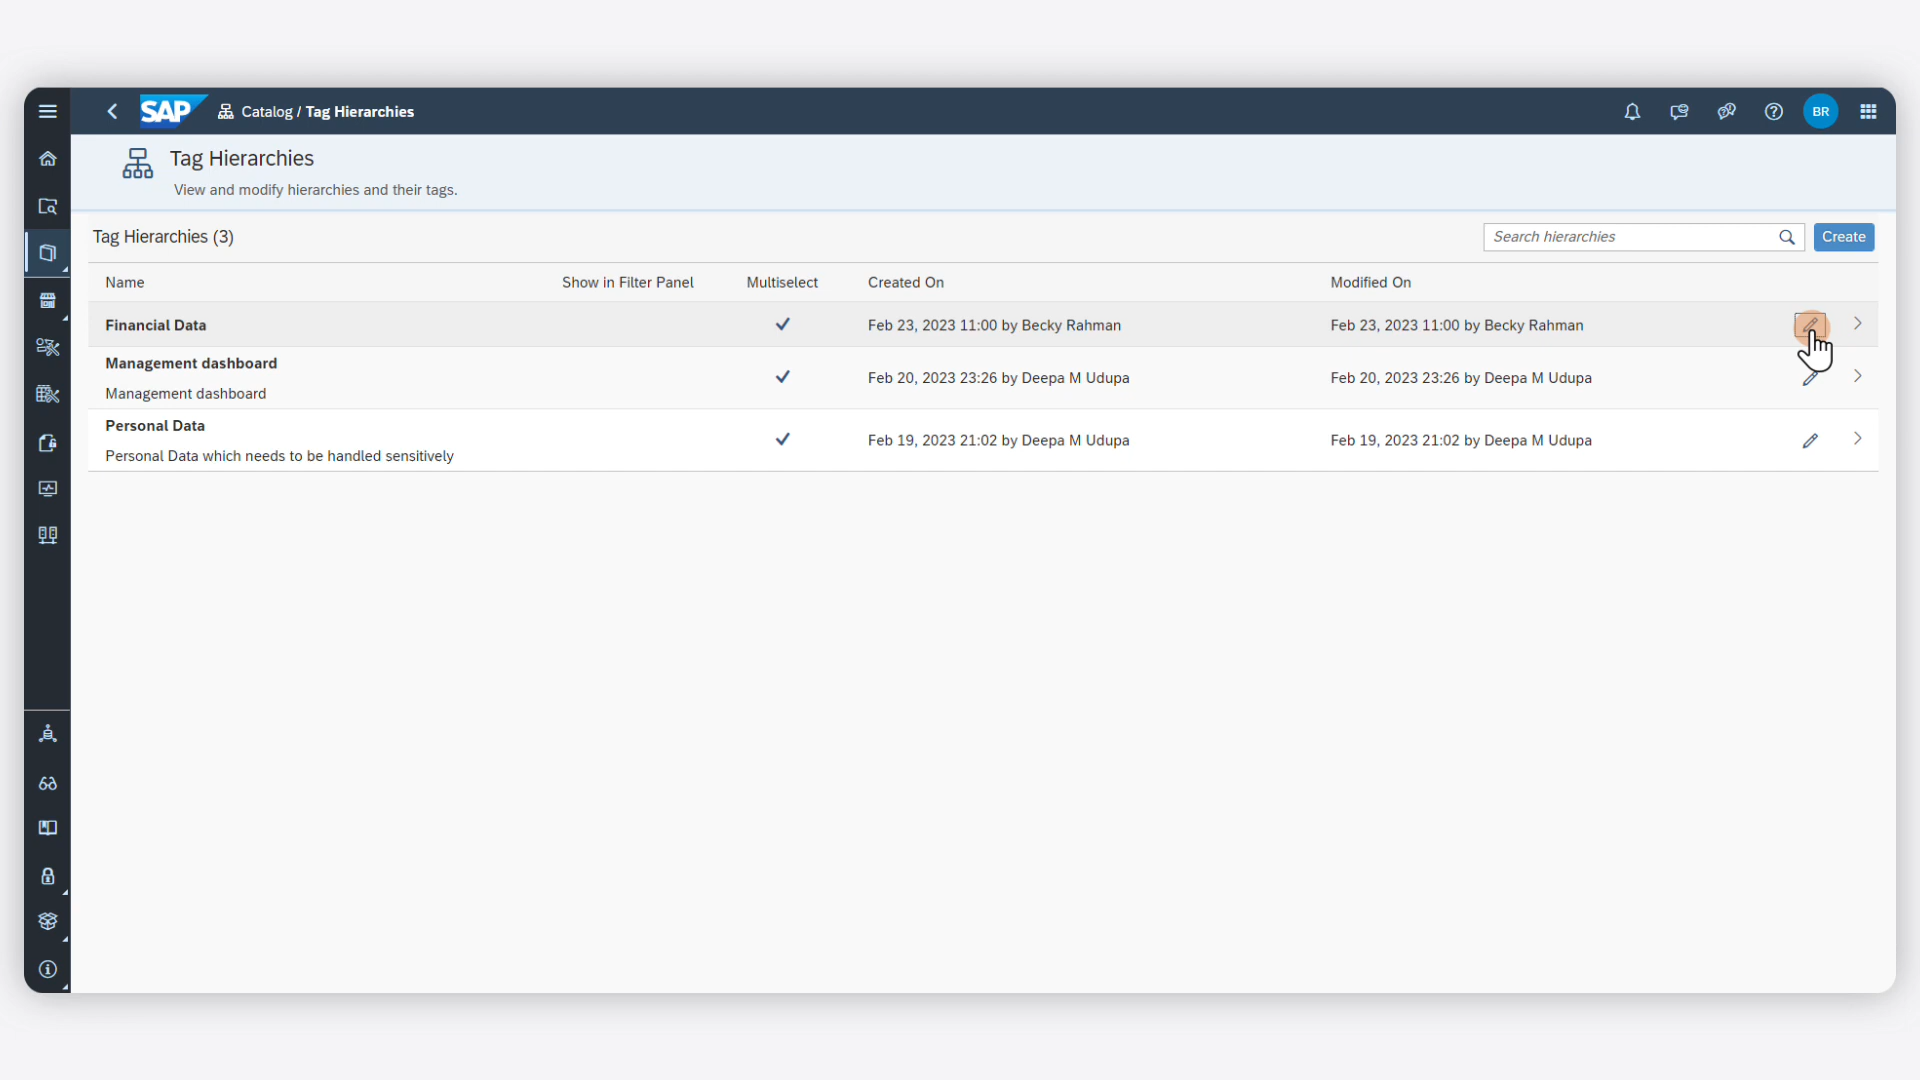 SAP Catalog / Tag Hierarchies BR
Tag Hierarchies
View and modify hierarchies and their tags.
Tag Hierarchies (3) Search hierarchies Create
Name Show in Filter Panel Multiselect Created On Modified On
Financial Data Feb 23, 2023 11:00 by Becky Rahman Feb 23, 2023 11:00 by Becky Rahman
Management dashboard
Feb 20, 2023 23:26 by Deepa M Udupa Feb 20, 2023 23:26 by Deepa M Udupa
Management dashboard
Personal Data
Feb 19, 2023 21:02 by Deepa M Udupa Feb 19, 2023 21:02 by Deepa M Udupa
Personal Data which needs to be handled sensitively